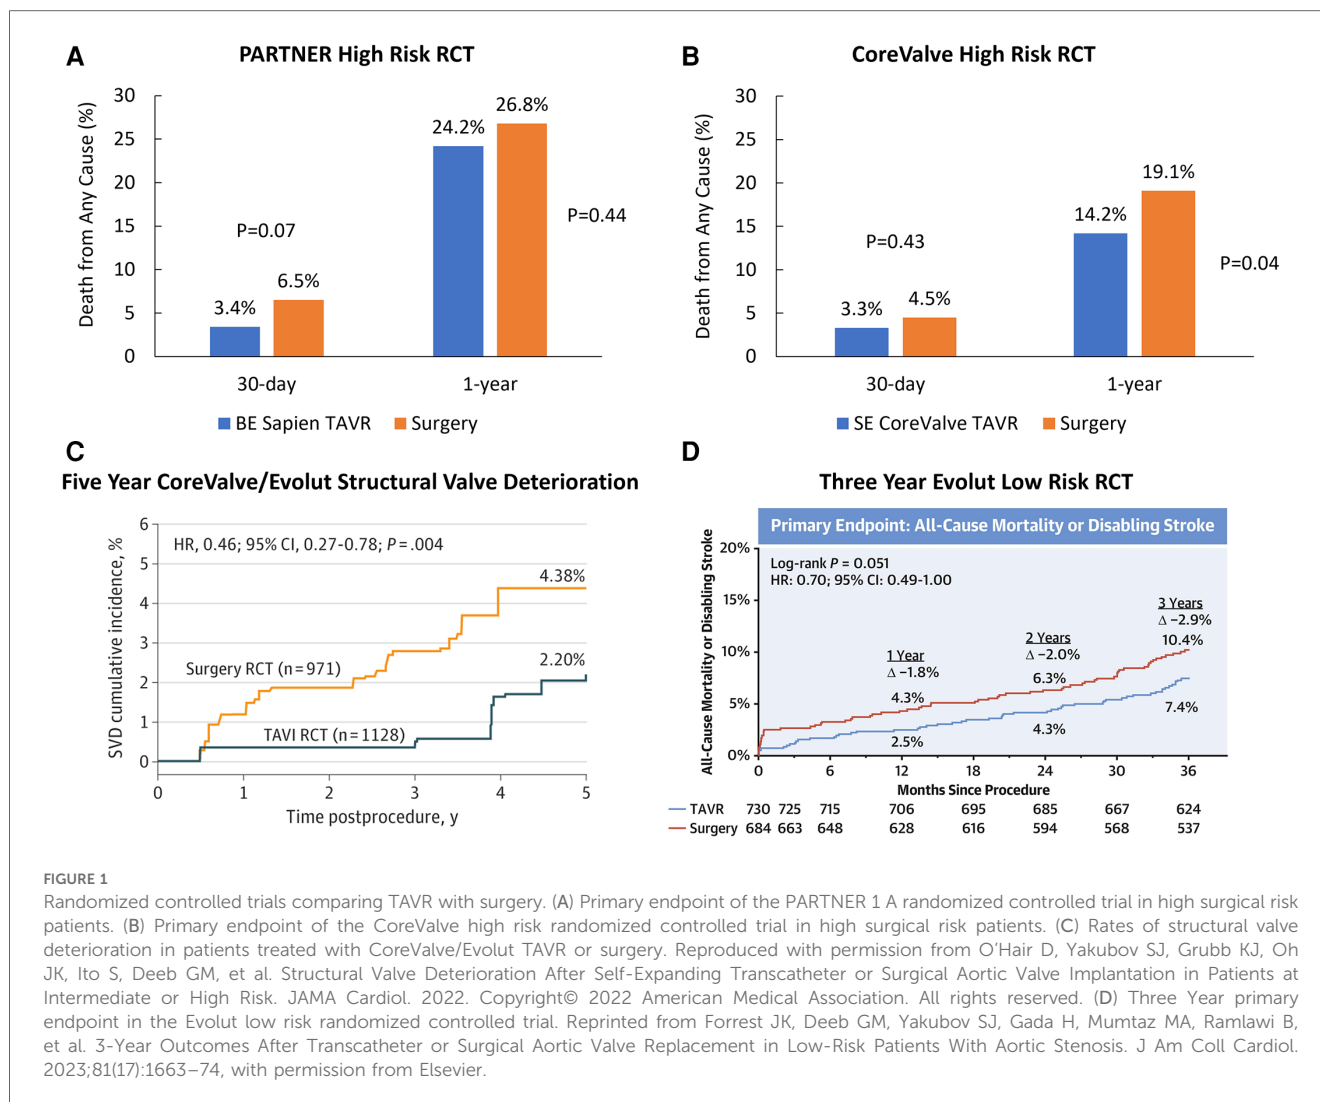 A
PARTNER High Risk RCT
Death from Any Cause (%)
30
25
20
15
10
5
0
3.4%
6.5%
P=0.07
24.2%
26.8%
P=0.44
30-day
1-year
BE Sapien TAVR
Surgery
B
CoreValve High Risk RCT
Death from Any Cause (%)
30
25
20
15
10
5
0
3.3%
4.5%
P=0.43
14.2%
19.1%
P=0.04
30-day
1-year
SE CoreValve TAVR
Surgery
C
Five Year CoreValve/Evolut Structural Valve Deterioration
SVD cumulative incidence, %
6
5
4
3
2
1
0
HR, 0.46; 95% CI, 0.27-0.78; P=.004
4.38%
2.20%
Surgery RCT (n=971)
TAVI RCT (n=1128)
0 1 2 3 4 5
Time postprocedure, y
D
Three Year Evolut Low Risk RCT
Primary Endpoint: All-Cause Mortality or Disabling Stroke
All-Cause Mortality or Disabling Stroke
20%
15%
10%
5%
0%
Log-rank P = 0.051
HR: 0.70; 95% CI: 0.49-1.00
1 Year
Δ −1.8%
4.3%
2.5%
2 Years
Δ −2.0%
6.3%
4.3%
3 Years
Δ −2.9%
10.4%
7.4%
0 6 12 18 24 30 36
Months Since Procedure
TAVR 730 725 715 706 695 685 667 624
Surgery 684 663 648 628 616 594 568 537
FIGURE 1
Randomized controlled trials comparing TAVR with surgery. (A) Primary endpoint of the PARTNER 1 A randomized controlled trial in high surgical risk
patients. (B) Primary endpoint of the CoreValve high risk randomized controlled trial in high surgical risk patients. (C) Rates of structural valve
deterioration in patients treated with CoreValve/Evolut TAVR or surgery. Reproduced with permission from O’Hair D, Yakubov SJ, Grubb KJ, Oh
JK, Ito S, Deeb GM, et al. Structural Valve Deterioration After Self-Expanding Transcatheter or Surgical Aortic Valve Implantation in Patients at
Intermediate or High Risk. JAMA Cardiol. 2022. Copyright© 2022 American Medical Association. All rights reserved. (D) Three Year primary
endpoint in the Evolut low risk randomized controlled trial. Reprinted from Forrest JK, Deeb GM, Yakubov SJ, Gada H, Mumtaz MA, Ramlawi B,
et al. 3-Year Outcomes After Transcatheter or Surgical Aortic Valve Replacement in Low-Risk Patients With Aortic Stenosis. J Am Coll Cardiol.
2023;81(17):1663–74, with permission from Elsevier.